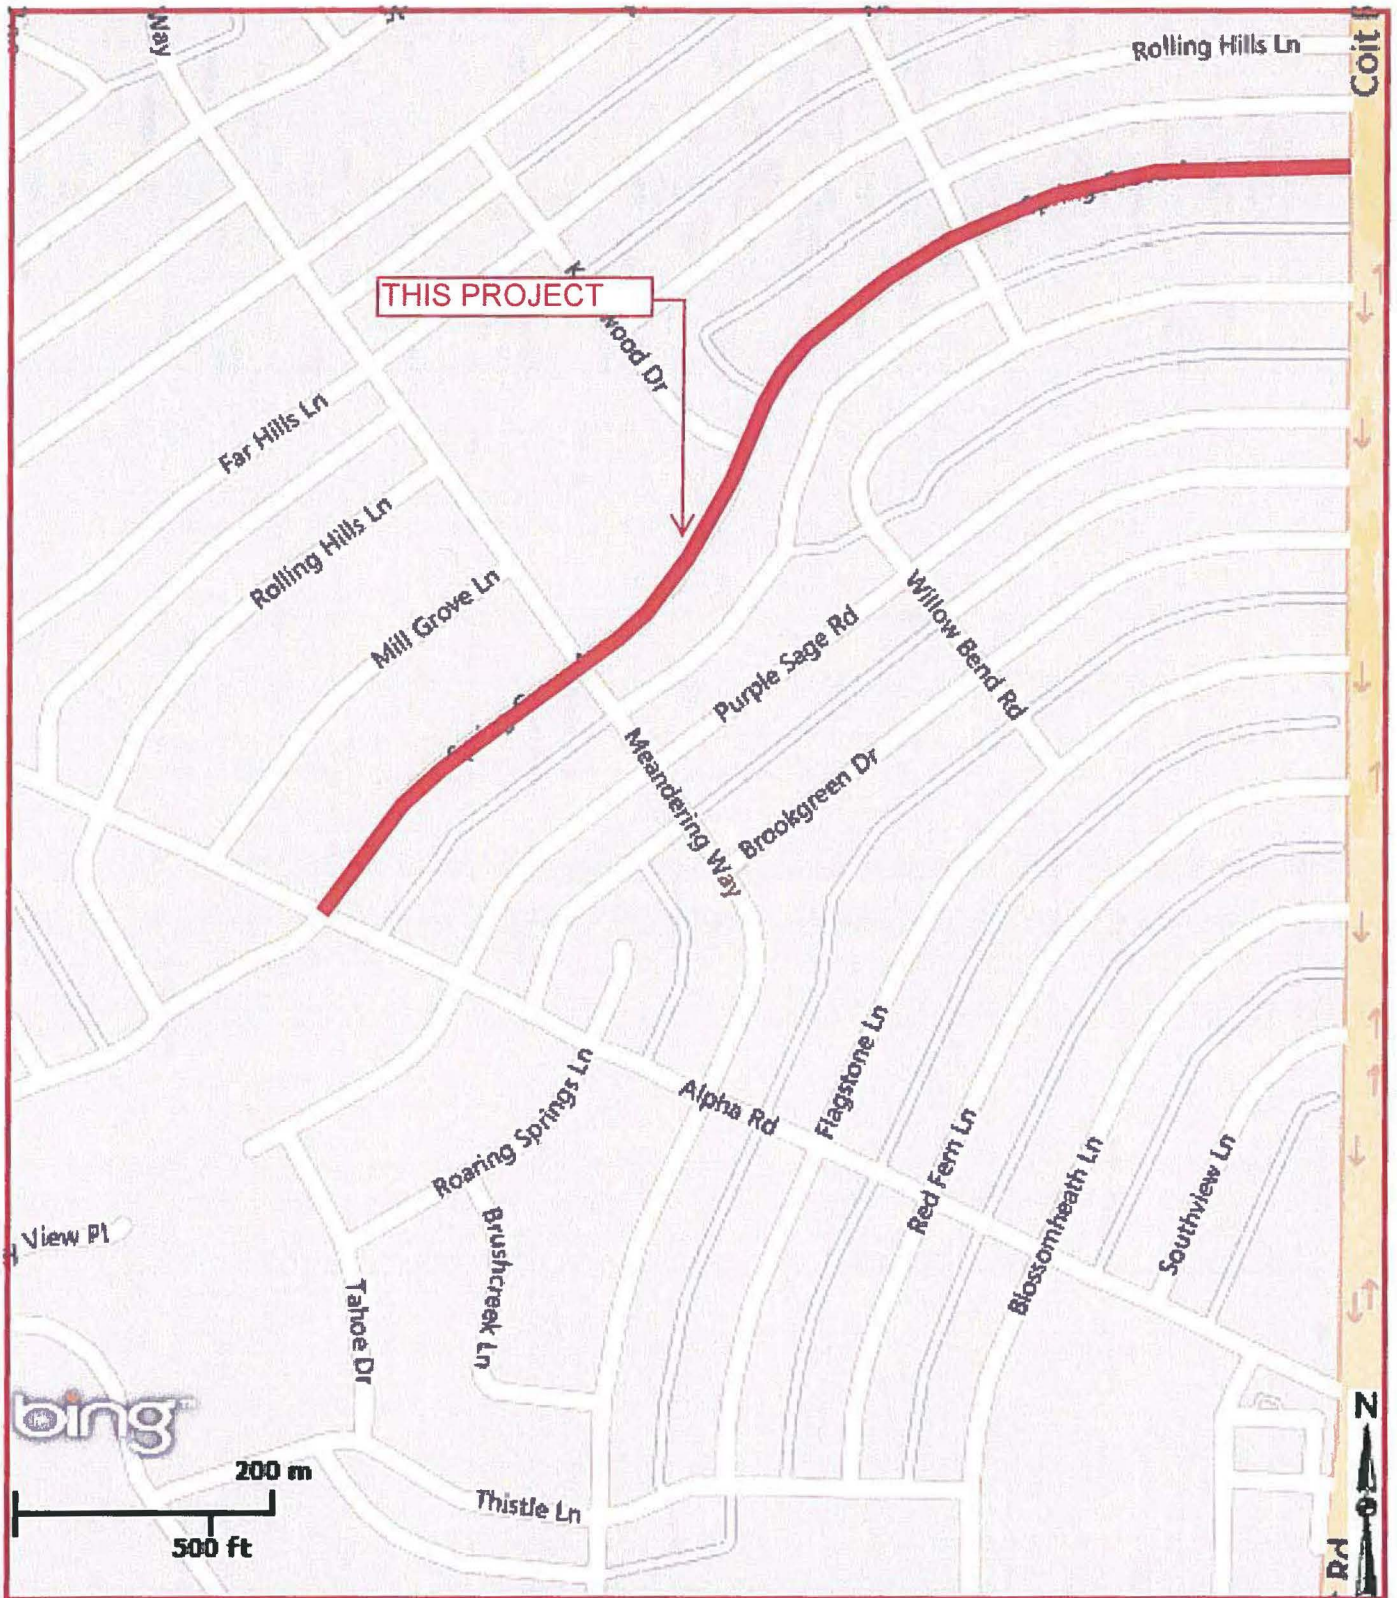 Way
Coit
Rolling Hills Ln
THIS PROJECT
wood Dr
Far Hills Ln
Rolling Hills Ln
Mill Grove Ln
Purple Sage Rd
Willow Bend Rd
Meandering Way
Brookgreen Dr
Flagstone Ln
Alpha Rd
Roaring Springs Ln
Red Fern Ln
Blossomheath Ln
Southview Ln
View Pl
Brushcreek Ln
Tahoe Dr
bing
200 m
500 ft
Thistle Ln
N
Rd